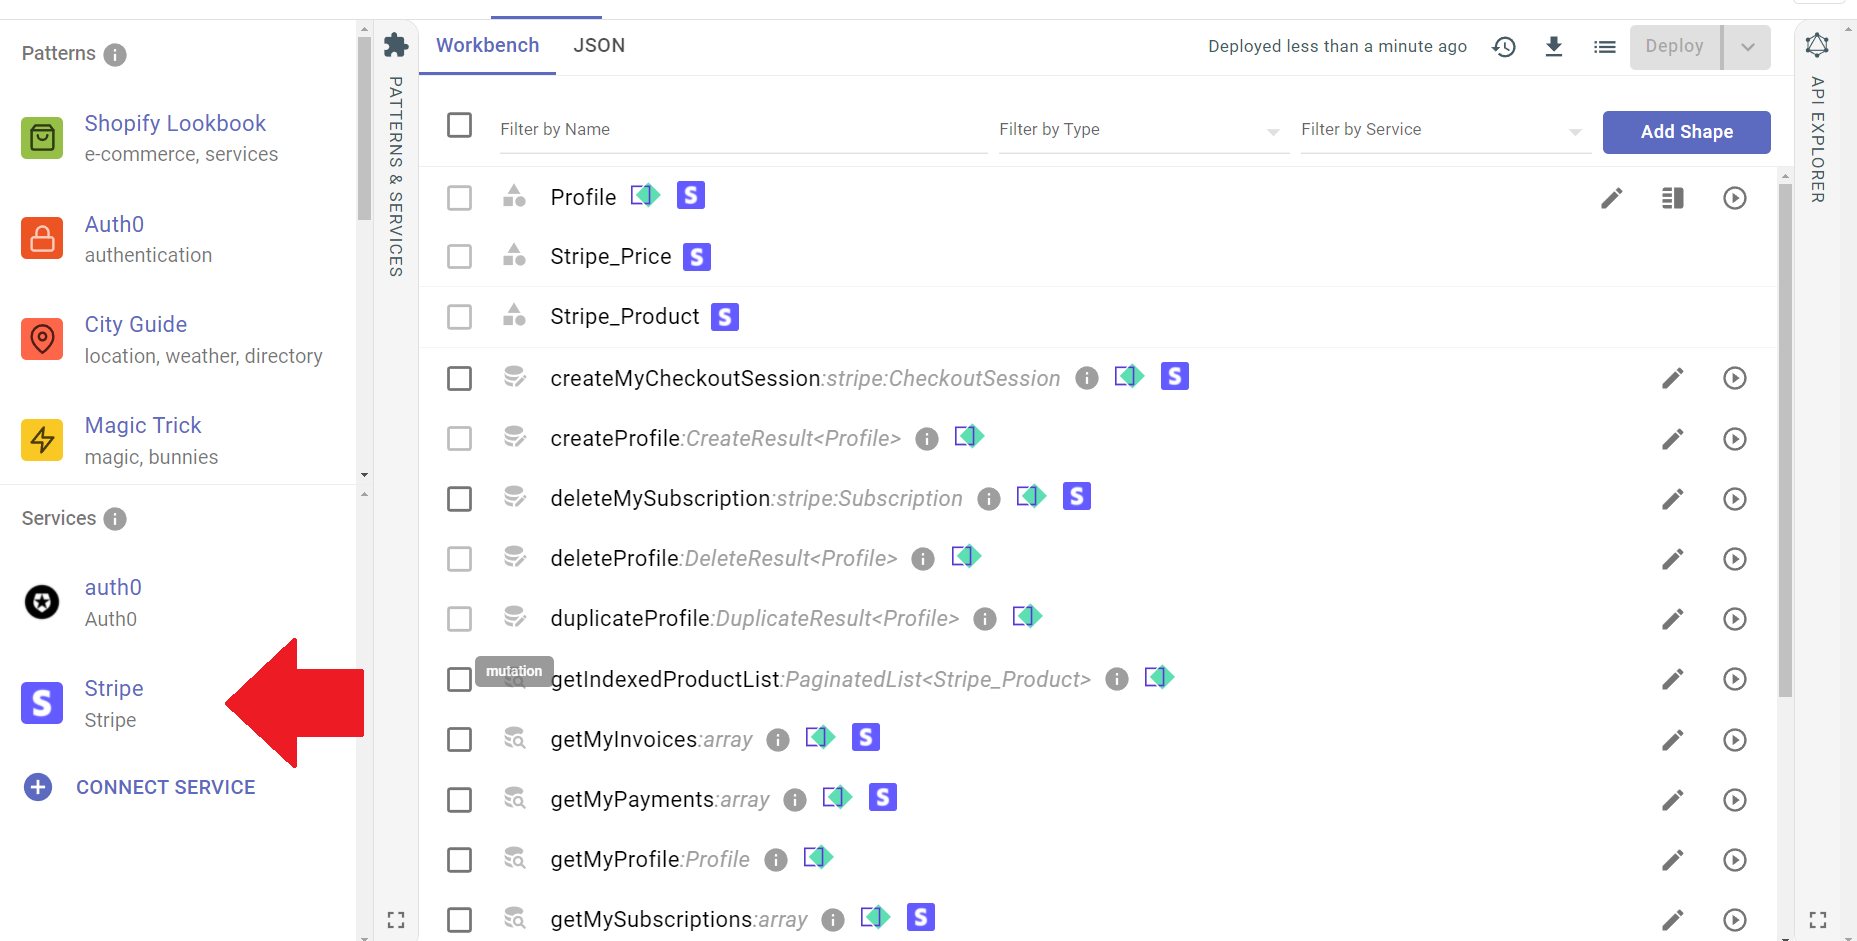 Patterns
Shopify Lookbook
e-commerce, services
Auth0
authentication
City Guide
location, weather, directory
Magic Trick
magic, bunnies
Services
auth0
Auth0
Stripe
Stripe
CONNECT SERVICE
PATTERNS & SERVICES
Workbench JSON
Deployed less than a minute ago
Deploy
Filter by Name Filter by Type Filter by Service Add Shape
Profile
Stripe_Price
Stripe_Product
createMyCheckoutSession:stripe:CheckoutSession
createProfile:CreateResult<Profile>
deleteMySubscription:stripe:Subscription
deleteProfile:DeleteResult<Profile>
duplicateProfile:DuplicateResult<Profile>
mutation
getIndexedProductList:PaginatedList<Stripe_Product>
getMyInvoices:array
getMyPayments:array
getMyProfile:Profile
getMySubscriptions:array
API EXPLORER